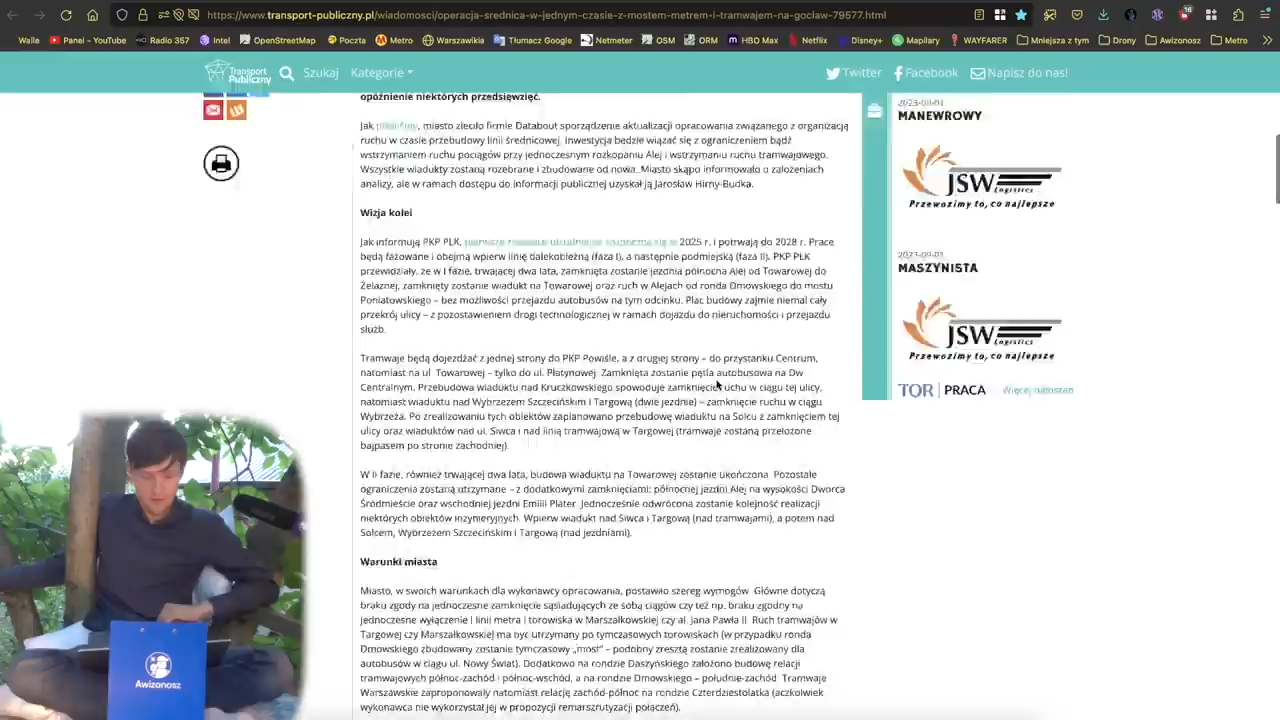 https://www.transport-publiczny.pl/wiadomosci/operacja-srednica-w-jednym-czasie-z-mostem-metrem-i-tramwajem-na-goclaw-79577.html
Walle Panel – YouTube Radio 357 Intel OpenStreetMap Poczta Metro Warszawikia Tłumacz Google Netmeter OSM ORM HBO Max Netflix Disney+ Mapilary WAYFARER Mniejsza z tym Drony Awizonosz Metro
Transport Publiczny Szukaj Kategorie Twitter Facebook Napisz do nas!
opóźnienie niektórych przedsięwzięć.
Jak miasto zleciło firmie Databout sporządzenie aktualizacji opracowania związanego z organizacją
ruchu w czasie przebudowy linii średnicowej. Inwestycja będzie wiązać się z ograniczeniem bądź
wstrzymaniem ruchu pociągów przy jednoczesnym rozkopaniu Alej i wstrzymaniu ruchu tramwajowego.
Wszystkie wiadukty zostaną rozebrane i zbudowane od nowa. Miasto skąpo informowało o założeniach
analizy, ale w ramach dostępu do informacji publicznej uzyskał ją Jarosław Hirny-Budka.
Wizja kolei
Jak informują PKP PLK, 2025 r. i potrwają do 2028 r. Prace
będą fazowane i obejmą wpierw linię dalekobieżną (faza I), a następnie podmiejską (faza II). PKP PLK
przewidziały, że w I fazie, trwającej dwa lata, zamknięta zostanie jezdnia północna Alej od Towarowej do
Żelaznej, zamknięty zostanie wiadukt na Towarowej oraz ruch w Alejach od ronda Dmowskiego do mostu
Poniatowskiego – bez możliwości przejazdu autobusów na tym odcinku. Plac budowy zajmie niemal cały
przekrój ulicy – z pozostawieniem drogi technologicznej w ramach dojazdu do nieruchomości i przejazdu
służb.
Tramwaje będą dojeżdżać z jednej strony do PKP Powiśle, a z drugiej strony – do przystanku Centrum,
natomiast na ul. Towarowej – tylko do ul. Płatynowej. Zamknięta zostanie pętla autobusowa na Dw
Centralnym. Przebudowa wiaduktu nad Kruczkowskiego spowoduje zamknięcie ruchu w ciągu tej ulicy,
natomiast wiaduktu nad Wybrzeżem Szczecińskim i Targową (dwie jezdnie) – zamknięcie ruchu w ciągu
Wybrzeża. Po zrealizowaniu tych obiektów zaplanowano przebudowę wiaduktu na Solcu z zamknięciem tej
ulicy oraz wiaduktów nad ul. Siwca i nad linią tramwajową w Targowej (tramwaje zostaną przełożone
bajpasem po stronie zachodniej).
W II fazie, również trwającej dwa lata, budowa wiaduktu na Towarowej zostanie ukończona. Pozostałe
ograniczenia zostaną utrzymane – z dodatkowymi zamknięciami: północnej jezdni Alej na wysokości Dworca
Śródmieście oraz wschodniej jezdni Emilii Plater. Jednocześnie odwrócona zostanie kolejność realizacji
niektórych obiektów inżynieryjnych. Wpierw wiadukt nad Siwca i Targową (nad tramwajami), a potem nad
Solcem, Wybrzeżem Szczecińskim i Targową (nad jezdniami).
Warunki miasta
Miasto, w swoich warunkach dla wykonawcy opracowania, postawiło szereg wymogów. Główne dotyczą
braku zgody na jednoczesne zamknięcie sąsiadujących ze sobą ciągów czy też np. braku zgodny na
jednoczesne wyłączenie I linii metra i torowiska w Marszałkowskiej czy al. Jana Pawła II. Ruch tramwajów w
Targowej czy Marszałkowskiej ma być utrzymany po tymczasowych torowiskach (w przypadku ronda
Dmowskiego zbudowany zostanie tymczasowy „most" – podobny zresztą zostanie zrealizowany dla
autobusów w ciągu ul. Nowy Świat). Dodatkowo na rondzie Daszyńskiego założono budowę relacji
tramwajowych północ-zachód i północ-wschód, a na rondzie Dmowskiego – południe-zachód. Tramwaje
Warszawskie zaproponowały natomiast relację zachód-północ na rondzie Czterdziestolatka (aczkolwiek
wykonawca nie wykorzystał jej w propozycji remarszrutyzacji połączeń).
2023-09-01
MANEWROWY
JSW
Logistics
Przewozimy to, co najlepsze
2023-09-01
MASZYNISTA
JSW
Logistics
Przewozimy to, co najlepsze
TOR PRACA Więcej ogłoszeń
Awizonosz